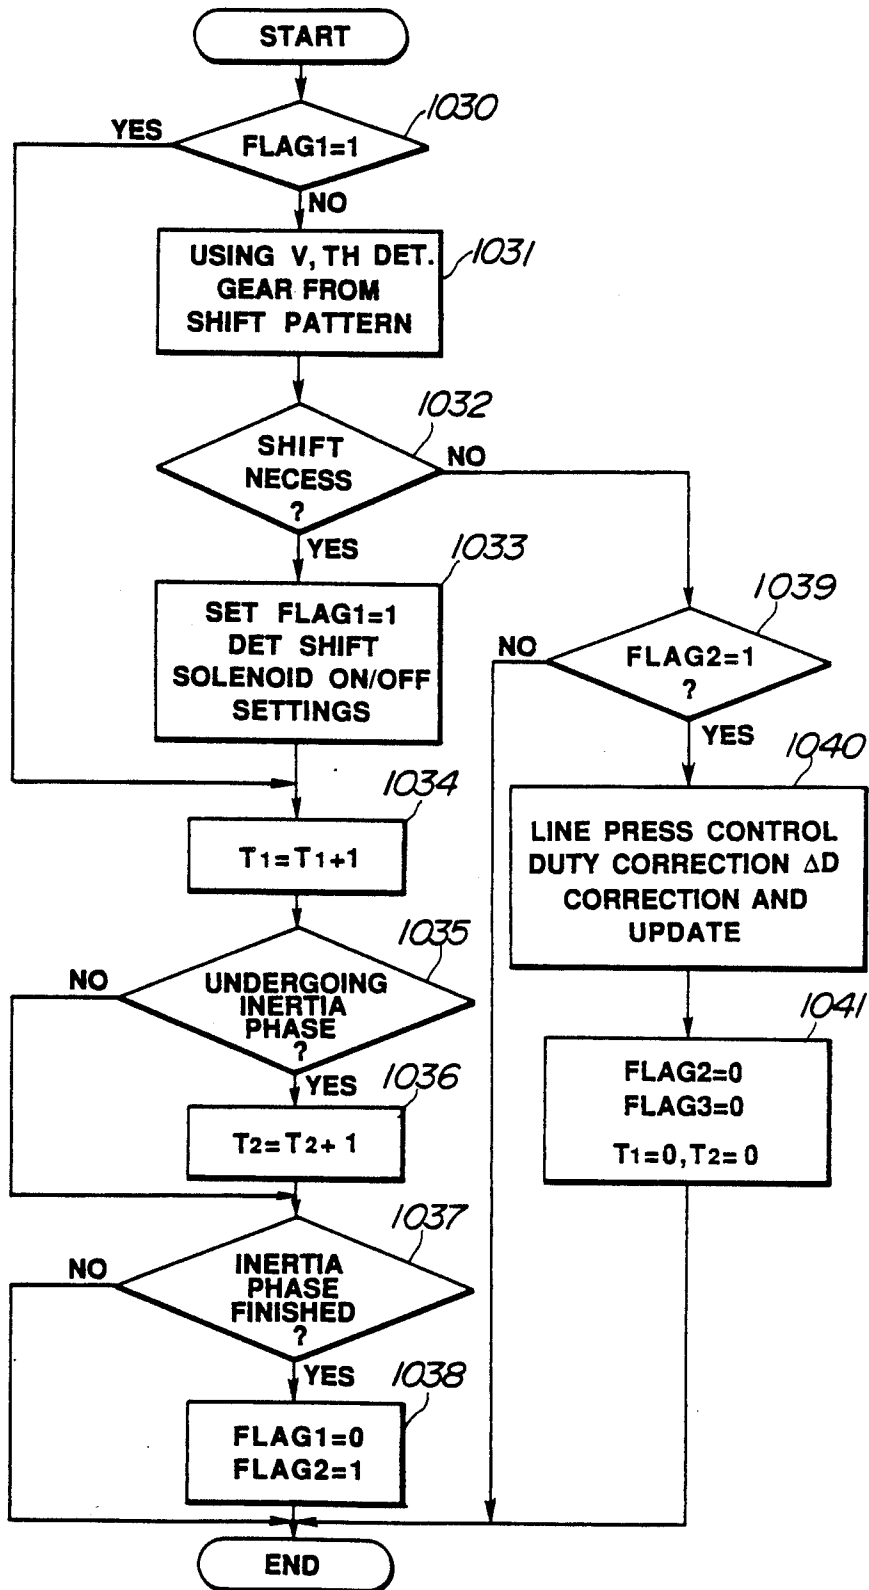 START
1030
YES
FLAG1=1
NO
1031
USING V, TH DET.
GEAR FROM
SHIFT PATTERN
1032
SHIFT
NECESS
?
NO
YES
1033
SET FLAG1=1
DET SHIFT
SOLENOID ON/OFF
SETTINGS
1039
NO
FLAG2=1
?
YES
1040
LINE PRESS CONTROL
DUTY CORRECTION ΔD
CORRECTION AND
UPDATE
1034
T1=T1+1
1035
NO
UNDERGOING
INERTIA
PHASE
?
YES
1036
T2=T2+ 1
1041
FLAG2=0
FLAG3=0
T1=0, T2=0
1037
NO
INERTIA
PHASE
FINISHED
?
YES
1038
FLAG1=0
FLAG2=1
END